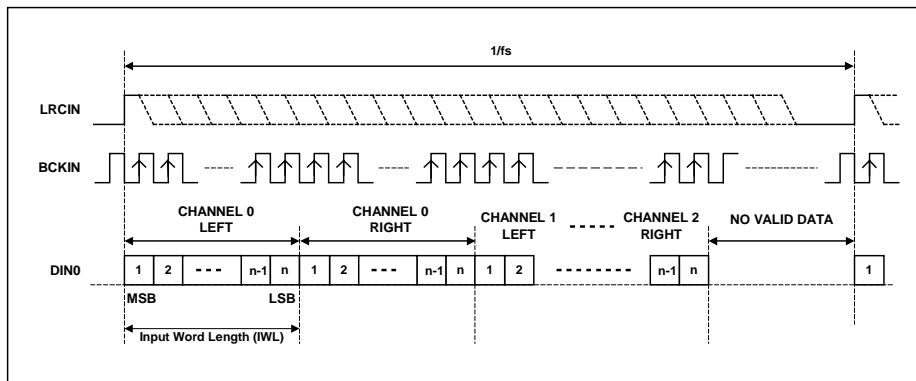 1/fs
LRCIN
BCKIN
CHANNEL 0
LEFT
CHANNEL 0
RIGHT
CHANNEL 1
LEFT
CHANNEL 2
RIGHT
NO VALID DATA
DIN0
1 2 n-1 n 1 2 n-1 n 1 2 n-1 n 1
MSB LSB
Input Word Length (IWL)